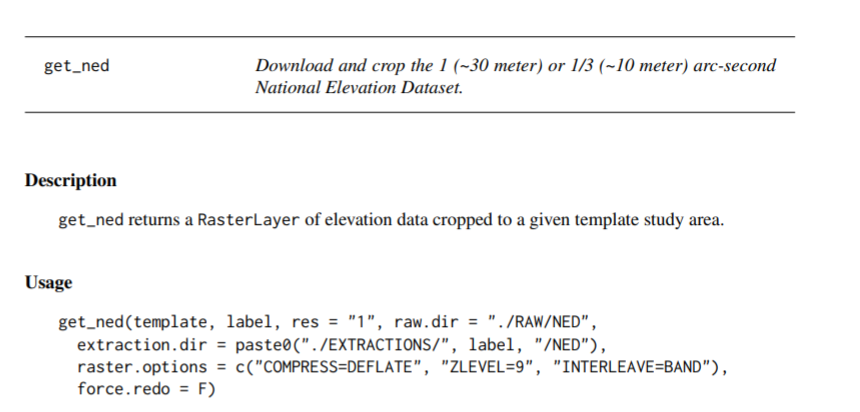 get_ned
Download and crop the 1 (~30 meter) or 1/3 (~10 meter) arc-second
National Elevation Dataset.
Description
get_ned returns a RasterLayer of elevation data cropped to a given template study area.
Usage
get_ned(template, label, res = "1", raw.dir = "./RAW/NED",
extraction.dir = paste0("./EXTRACTIONS/", label, "/NED"),
raster.options = c("COMPRESS=DEFLATE", "ZLEVEL=9", "INTERLEAVE=BAND"),
force.redo = F)